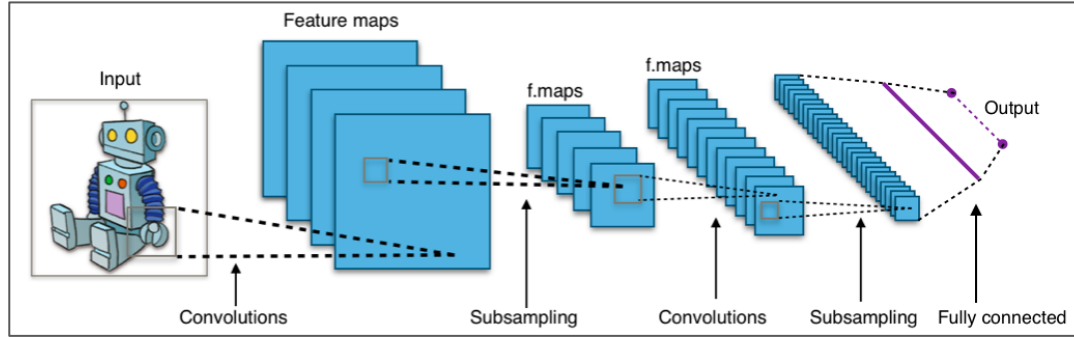 Feature maps
Input
f.maps
f.maps
Output
Convolutions
Subsampling
Convolutions
Subsampling
Fully connected